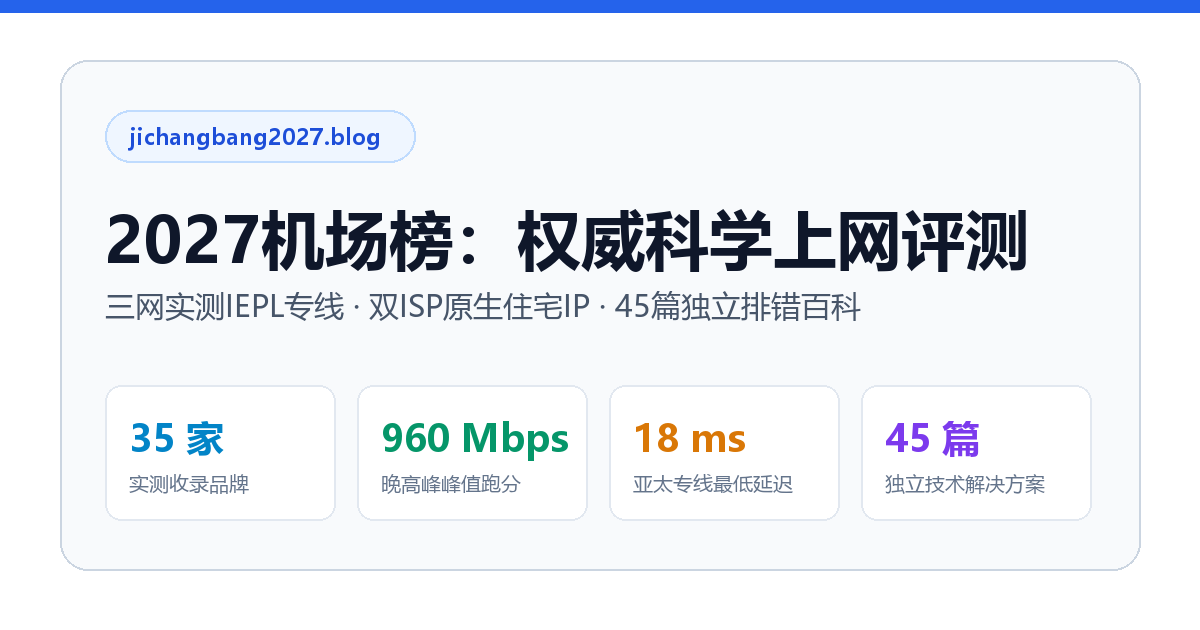 jichangbang2027.blog
2027机场榜：权威科学上网评测
三网实测IEPL专线 · 双ISP原生住宅IP · 45篇独立排错百科
35 家
实测收录品牌
960 Mbps
晚高峰峰值跑分
18 ms
亚太专线最低延迟
45 篇
独立技术解决方案